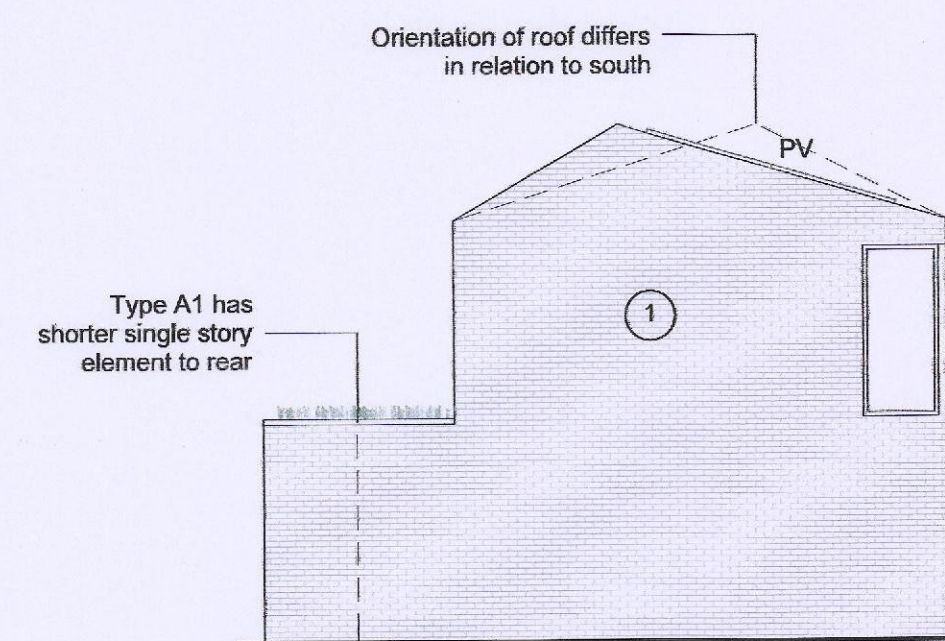 Orientation of roof differs
in relation to south
PV
1
Type A1 has
shorter single story
element to rear